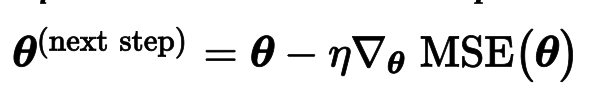 𝛉^(next step) = 𝛉 − η∇_𝛉 MSE(𝛉)